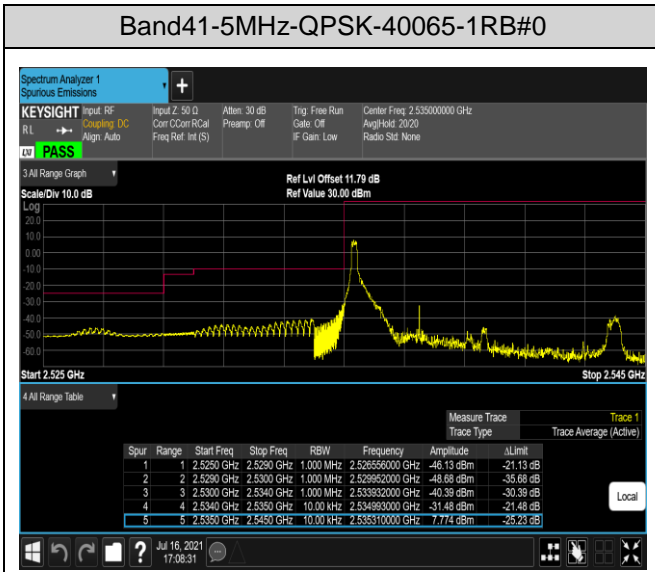 Band41-5MHz-QPSK-40065-1RB#0
Spectrum Analyzer 1
Spurious Emissions
+
KEYSIGHT Input: RF Input Z: 50 Ω Atten: 30 dB Trig: Free Run Center Freq: 2.535000000 GHz
RL Coupling: DC Corr CCorr RCal Preamp: Off Gate: Off Avg|Hold: 20/20
Align: Auto Freq Ref: Int (S) IF Gain: Low Radio Std: None
LXI PASS
3 All Range Graph
Ref Lvl Offset 11.79 dB
Scale/Div 10.0 dB Ref Value 30.00 dBm
Log
20.0
10.0
0.00
-10.0
-20.0
-30.0
-40.0
-50.0
-60.0
Start 2.525 GHz Stop 2.545 GHz
4 All Range Table
Measure Trace Trace 1
Trace Type Trace Average (Active)
Spur Range Start Freq Stop Freq RBW Frequency Amplitude ΔLimit
1 1 2.5250 GHz 2.5290 GHz 1.000 MHz 2.526556000 GHz -46.13 dBm -21.13 dB
2 2 2.5290 GHz 2.5300 GHz 1.000 MHz 2.529952000 GHz -48.68 dBm -35.68 dB
3 3 2.5300 GHz 2.5340 GHz 1.000 MHz 2.533932000 GHz -40.39 dBm -30.39 dB
4 4 2.5340 GHz 2.5350 GHz 10.00 kHz 2.534993000 GHz -31.48 dBm -21.48 dB
5 5 2.5350 GHz 2.5450 GHz 10.00 kHz 2.535310000 GHz 7.774 dBm -25.23 dB
Local
? Jul 16, 2021
17:08:31